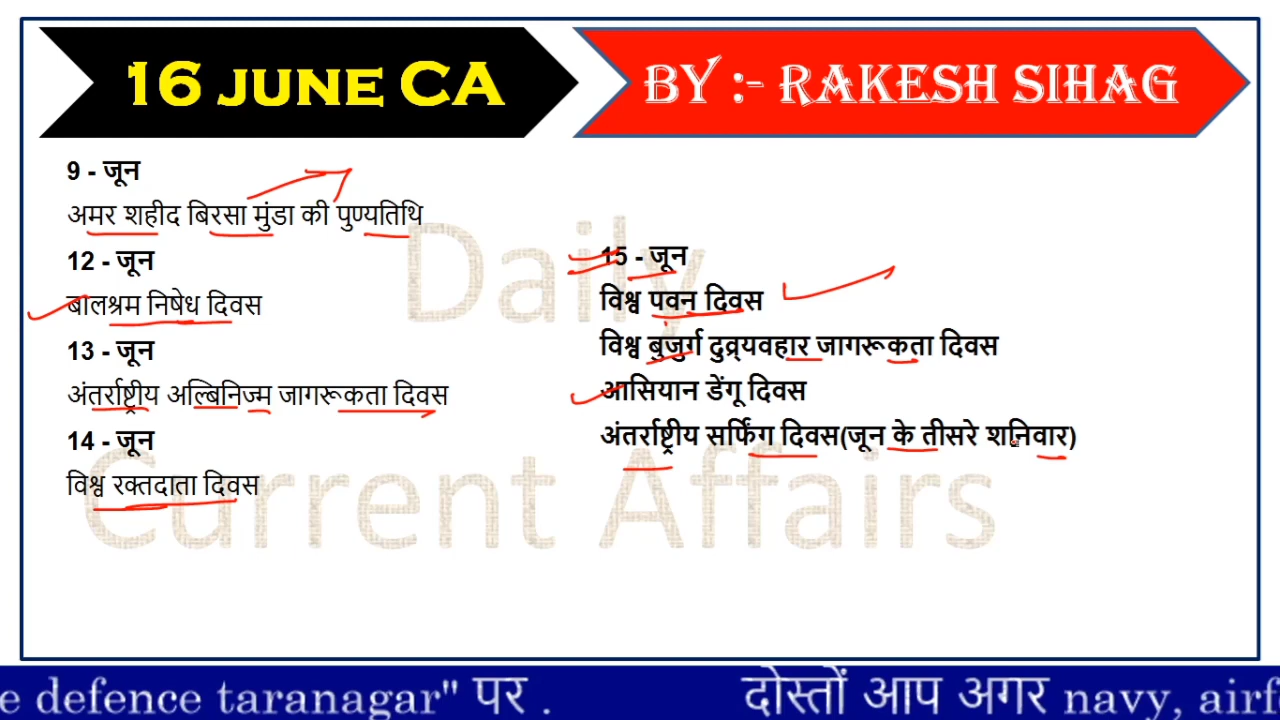 16 JUNE CA
BY :- RAKESH SIHAG
9 - जून
अमर शहीद बिरसा मुंडा की पुण्यतिथि
12 - जून
बालश्रम निषेध दिवस
13 - जून
अंतर्राष्ट्रीय अल्बिनिज्म जागरूकता दिवस
14 - जून
विश्व रक्तदाता दिवस
15 - जून
विश्व पवन दिवस
विश्व बुजुर्ग दुव्र्यवहार जागरूकता दिवस
आसियान डेंगू दिवस
अंतर्राष्ट्रीय सर्फिंग दिवस(जून के तीसरे शनिवार)
Daily
Current Affairs
e defence taranagar" पर . दोस्तों आप अगर navy, airf